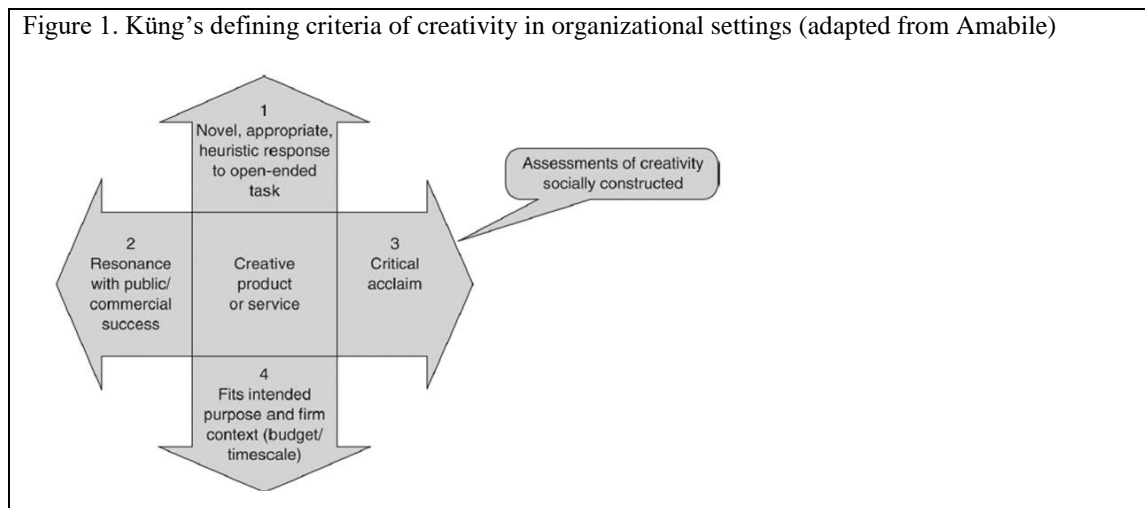 Figure 1. Küng’s defining criteria of creativity in organizational settings (adapted from Amabile)
1
Novel, appropriate,
heuristic response
to open-ended
task
Assessments of creativity
socially constructed
2
Resonance
with public/
commercial
success
Creative
product
or service
3
Critical
acclaim
4
Fits intended
purpose and firm
context (budget/
timescale)